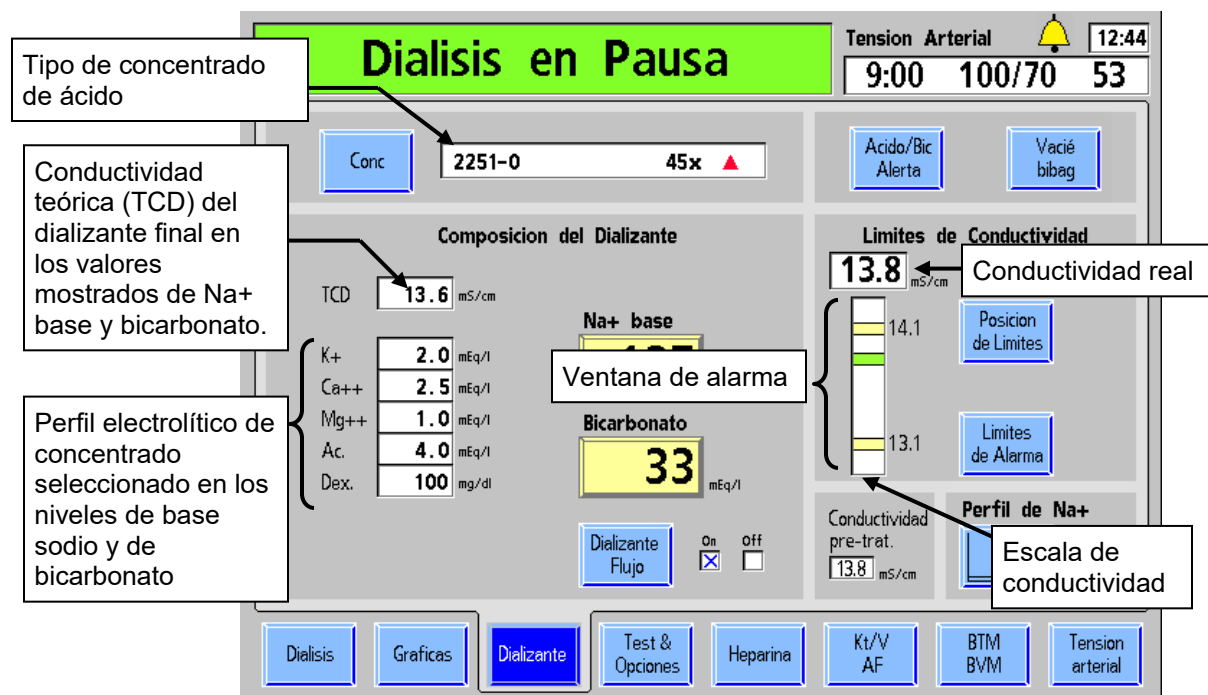 Dialisis en Pausa
Tension Arterial
12:44
9:00 100/70 53
Tipo de concentrado
de ácido
Conc
2251-0 45x
Acido/Bic
Alerta
Vacié
bibag
Conductividad
teórica (TCD) del
dializante final en
los valores
mostrados de Na+
base y bicarbonato.
Composicion del Dializante
TCD 13.6 mS/cm
K+ 2.0 mEq/l
Ca++ 2.5 mEq/l
Mg++ 1.0 mEq/l
Ac. 4.0 mEq/l
Dex. 100 mg/dl
Na+ base
Bicarbonato
33 mEq/l
Dializante
Flujo
On Off
Perfil electrolítico de
concentrado
seleccionado en los
niveles de base
sodio y de
bicarbonato
Limites de Conductividad
13.8 mS/cm
Conductividad real
Ventana de alarma
14.1
13.1
Posicion
de Limites
Limites
de Alarma
Conductividad
pre-trat.
13.8 mS/cm
Perfil de Na+
Escala de
conductividad
Dialisis
Graficas
Dializante
Test &
Opciones
Heparina
Kt/V
AF
BTM
BVM
Tension
arterial